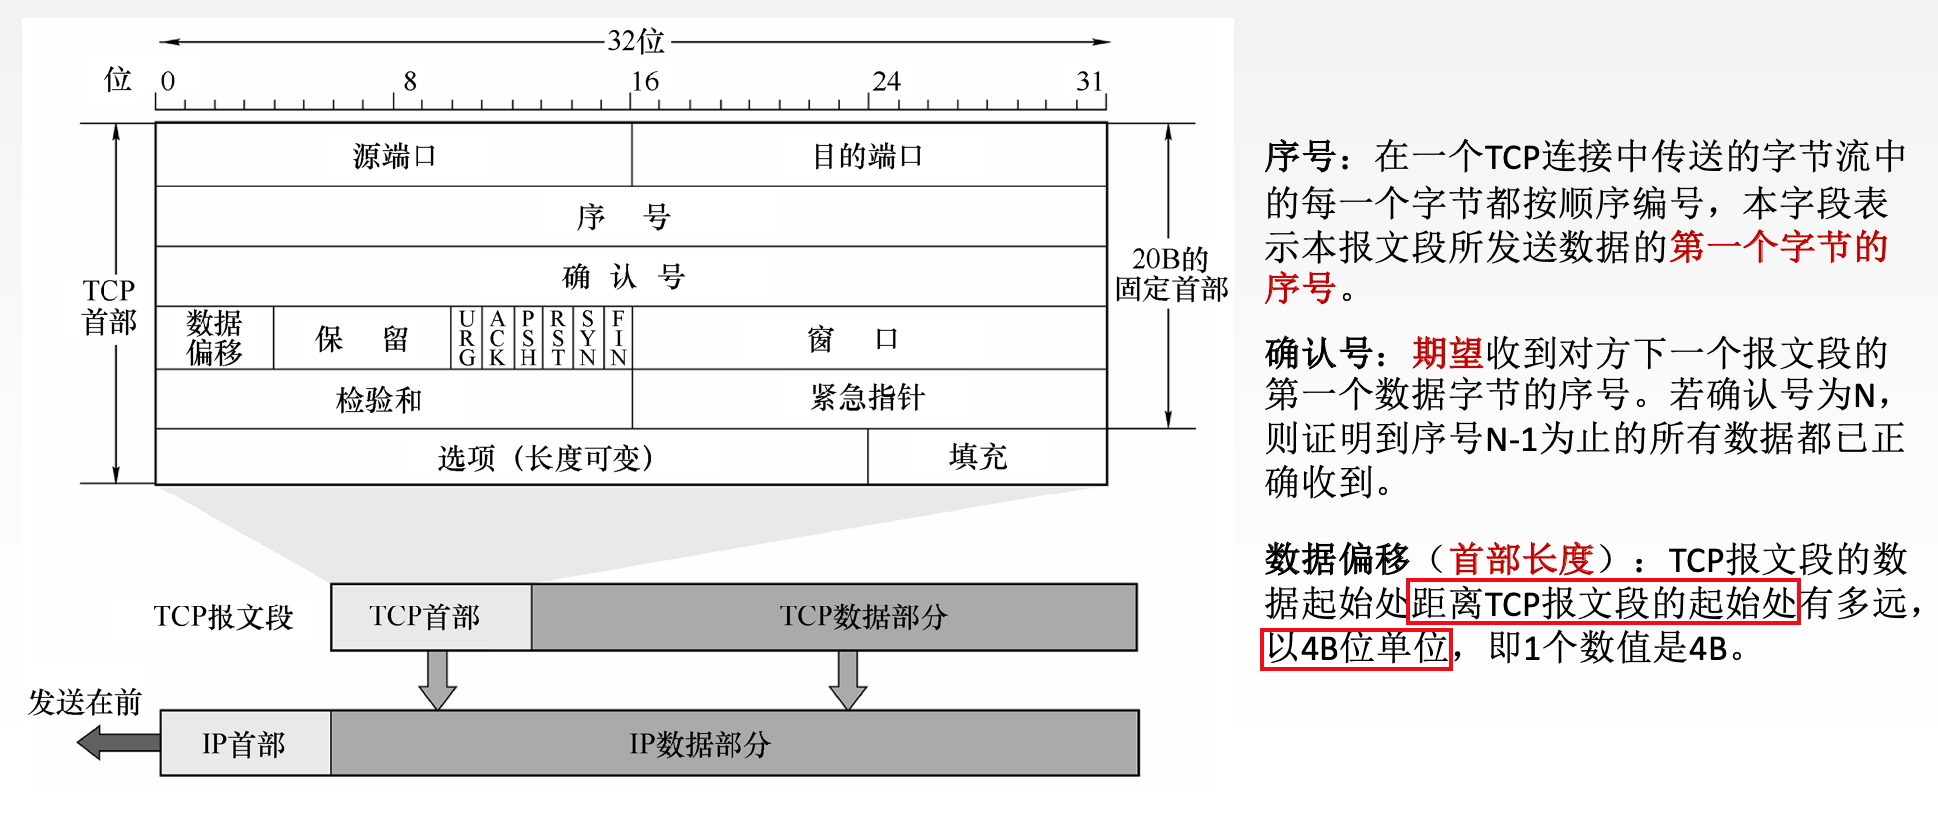 32位
位 0 8 16 24 31
源端口 目的端口
序 号
确 认 号
TCP
首部
20B的
固定首部
数据
偏移
保 留
URG ACK PSH RST SYN FIN
窗 口
检验和 紧急指针
选项（长度可变） 填充
TCP报文段 TCP首部 TCP数据部分
发送在前
IP首部 IP数据部分
序号：在一个TCP连接中传送的字节流中
的每一个字节都按顺序编号，本字段表
示本报文段所发送数据的第一个字节的
序号。
确认号：期望收到对方下一个报文段的
第一个数据字节的序号。若确认号为N，
则证明到序号N-1为止的所有数据都已正
确收到。
数据偏移（首部长度）：TCP报文段的数
据起始处距离TCP报文段的起始处有多远，
以4B位单位，即1个数值是4B。